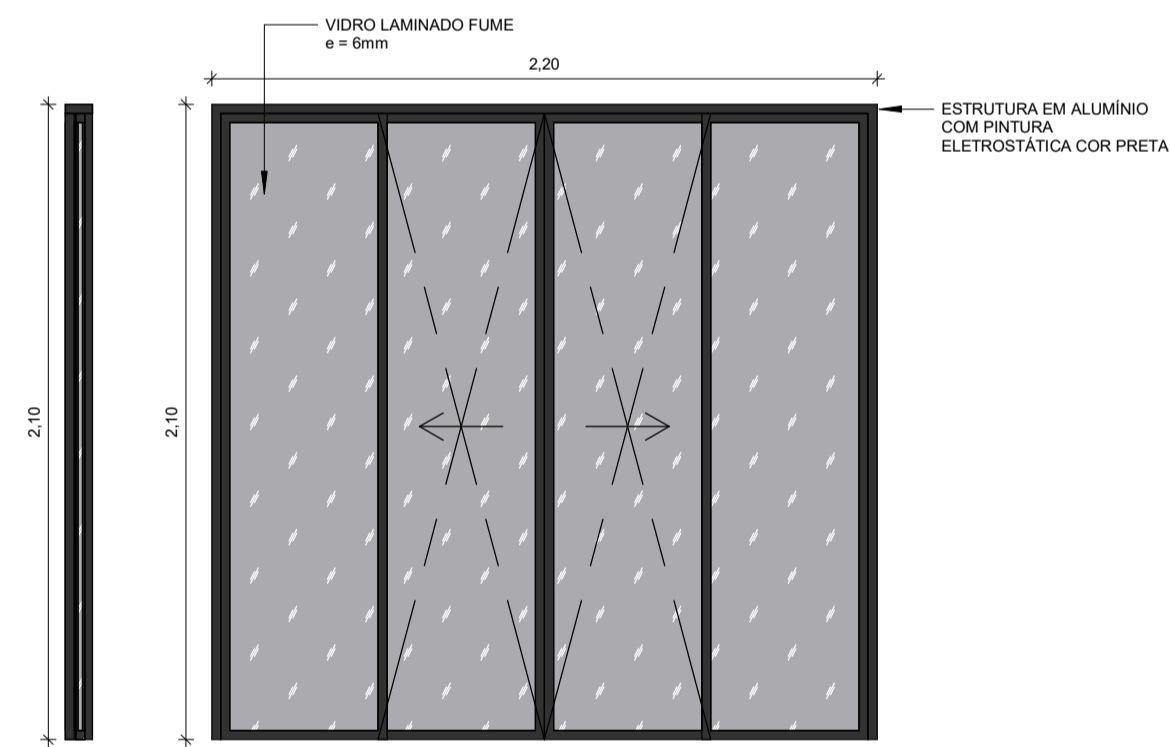 VIDRO LAMINADO FUME
e = 6mm
2,20
ESTRUTURA EM ALUMÍNIO
COM PINTURA
ELETROSTÁTICA COR PRETA
2,10
2,10